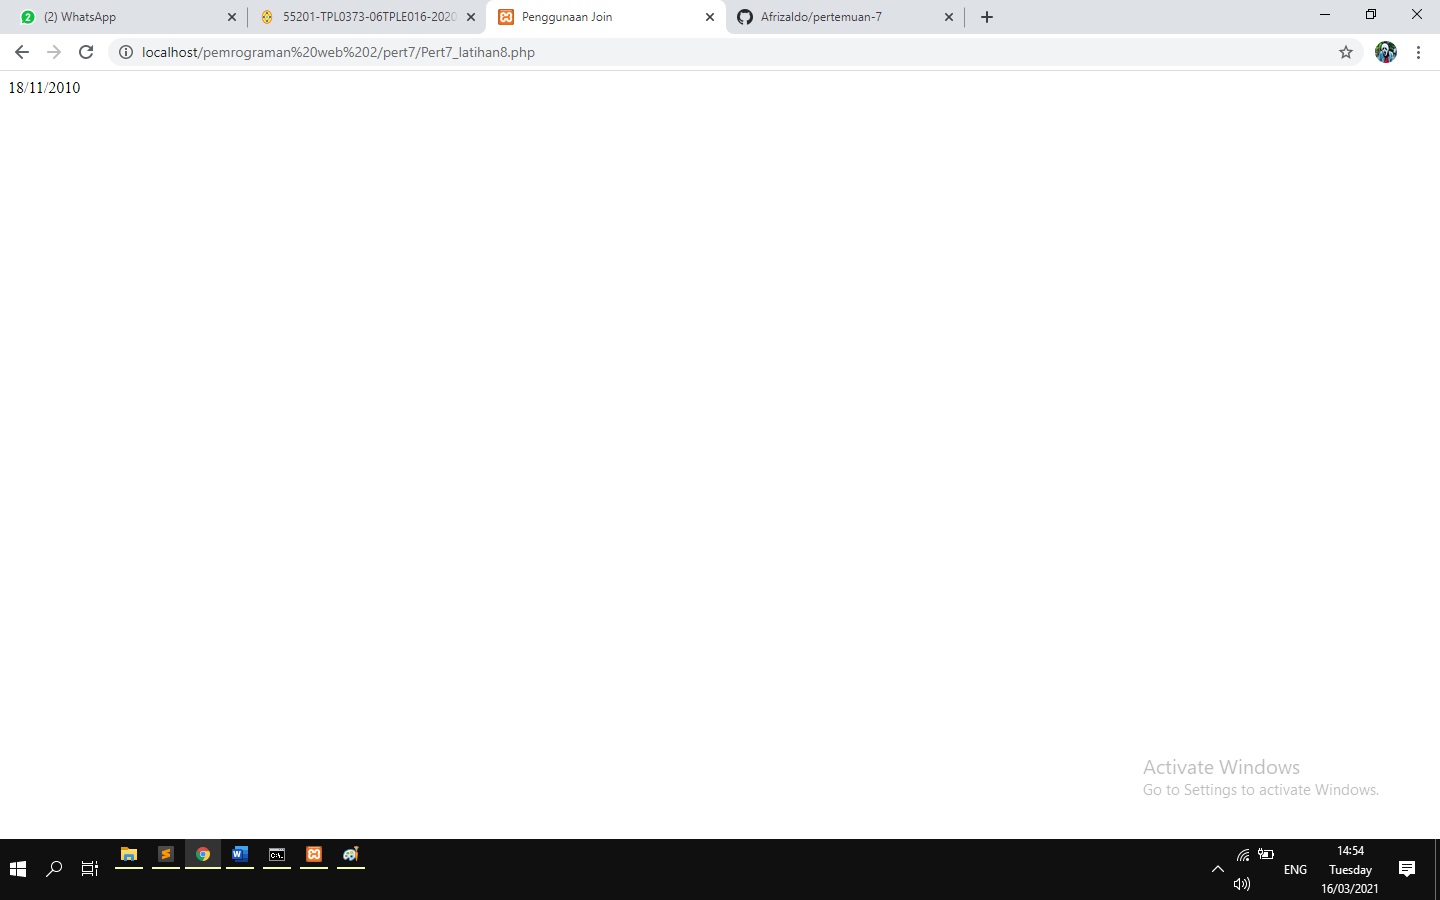 (2) WhatsApp
55201-TPL0373-06TPLE016-2020
Penggunaan Join
Afrizaldo/pertemuan-7
localhost/pemrograman%20web%202/pert7/Pert7_latihan8.php
18/11/2010
Activate Windows
Go to Settings to activate Windows.
14:54
ENG
Tuesday
16/03/2021